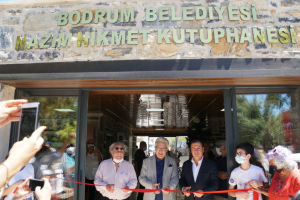 BODRUM BELEDİYESİ
NAZIM HİKMET KÜTÜPHANESİ